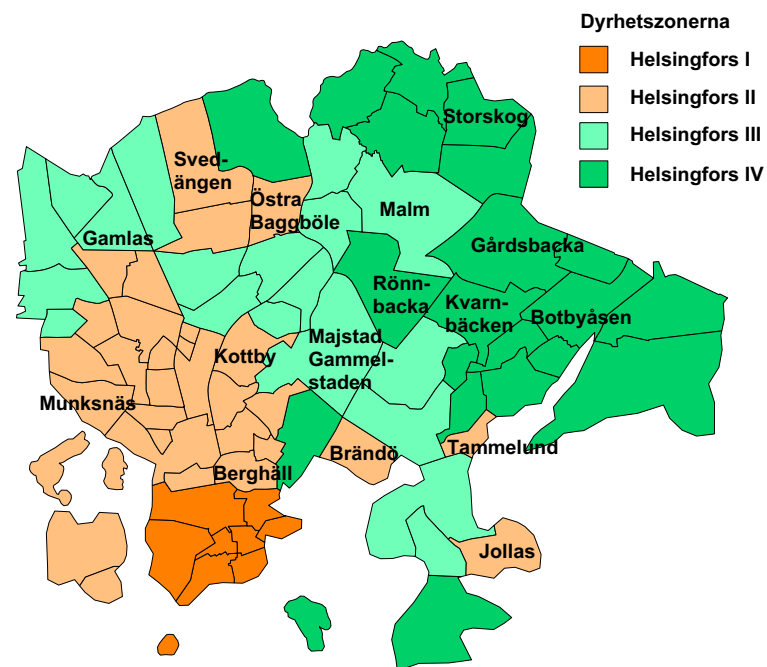 Dyrhetszonerna
Helsingfors I
Helsingfors II
Helsingfors III
Helsingfors IV
Storskog
Sved-
ängen
Östra
Baggböle
Malm
Gamlas
Gårdsbacka
Rönn-
backa
Kvarn-
bäcken
Botbyåsen
Majstad
Gammel-
staden
Kottby
Munksnäs
Tammelund
Brändö
Berghäll
Jollas